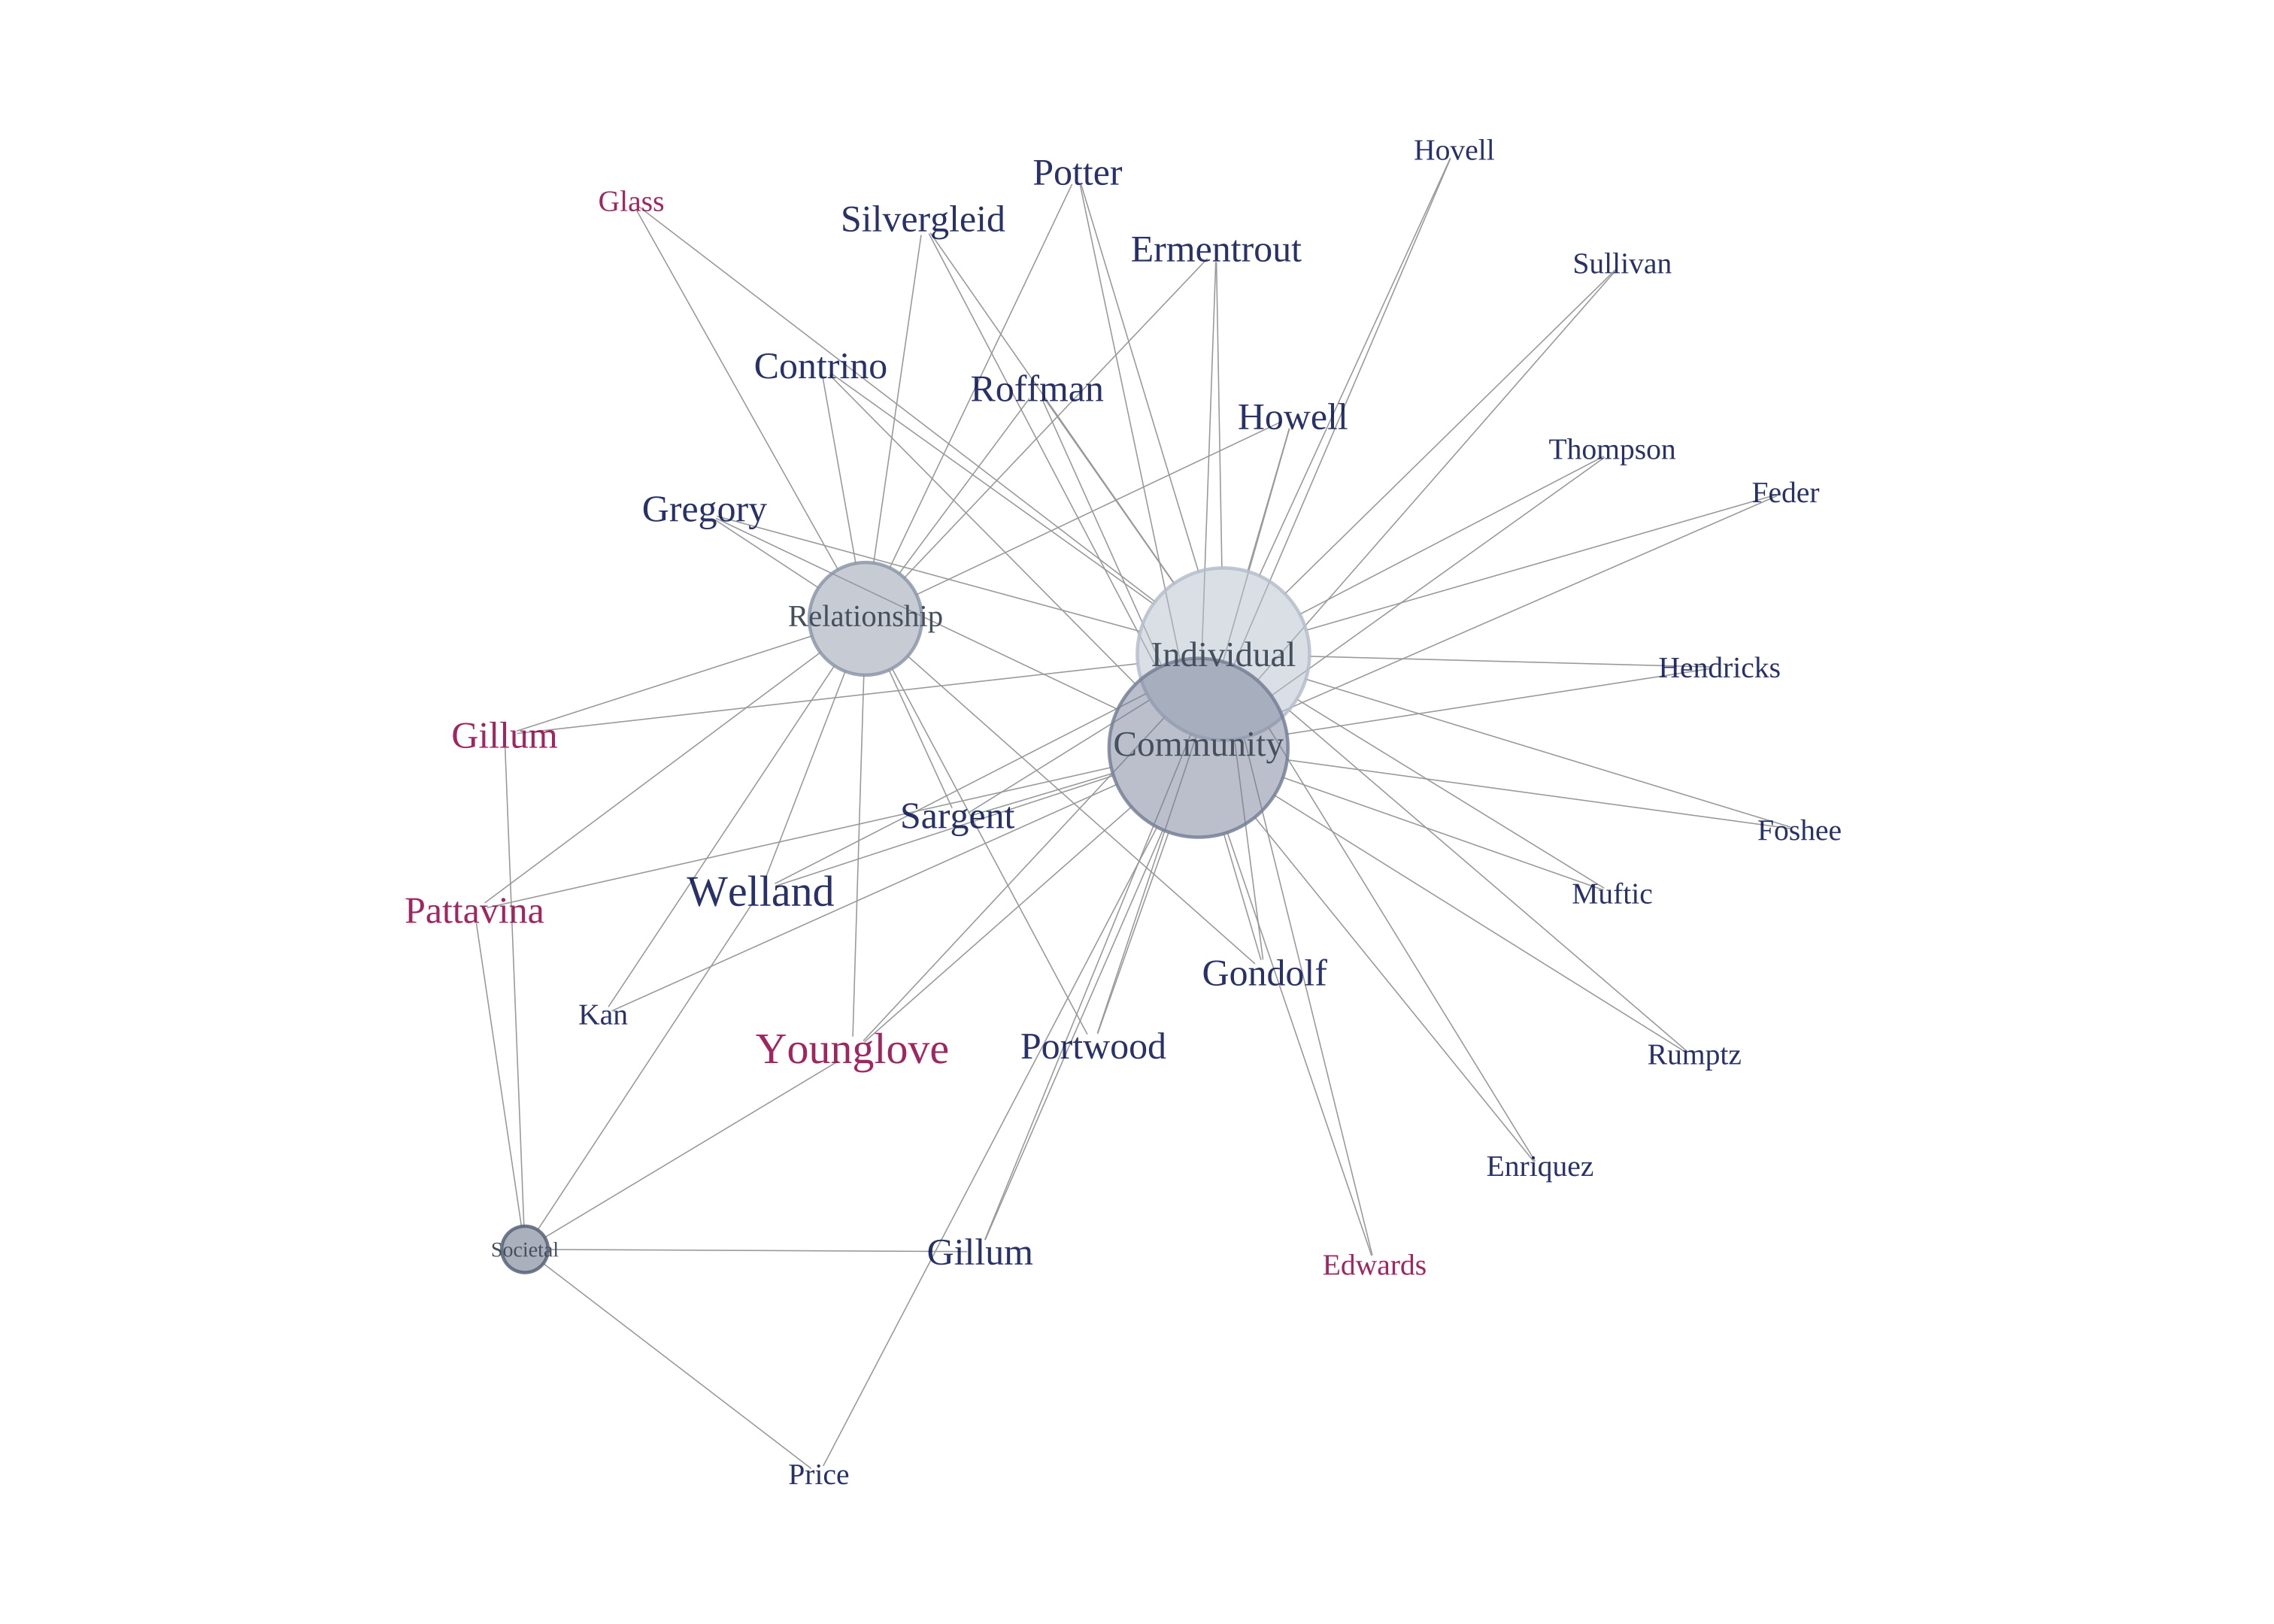 Hovell
Potter
Glass
Silvergleid
Ermentrout
Sullivan
Contrino
Roffman
Howell
Thompson
Feder
Gregory
Relationship
Individual
Hendricks
Gillum
Community
Sargent
Foshee
Welland
Muftic
Pattavina
Gondolf
Kan
Younglove
Portwood
Rumptz
Enriquez
Societal
Gillum
Edwards
Price